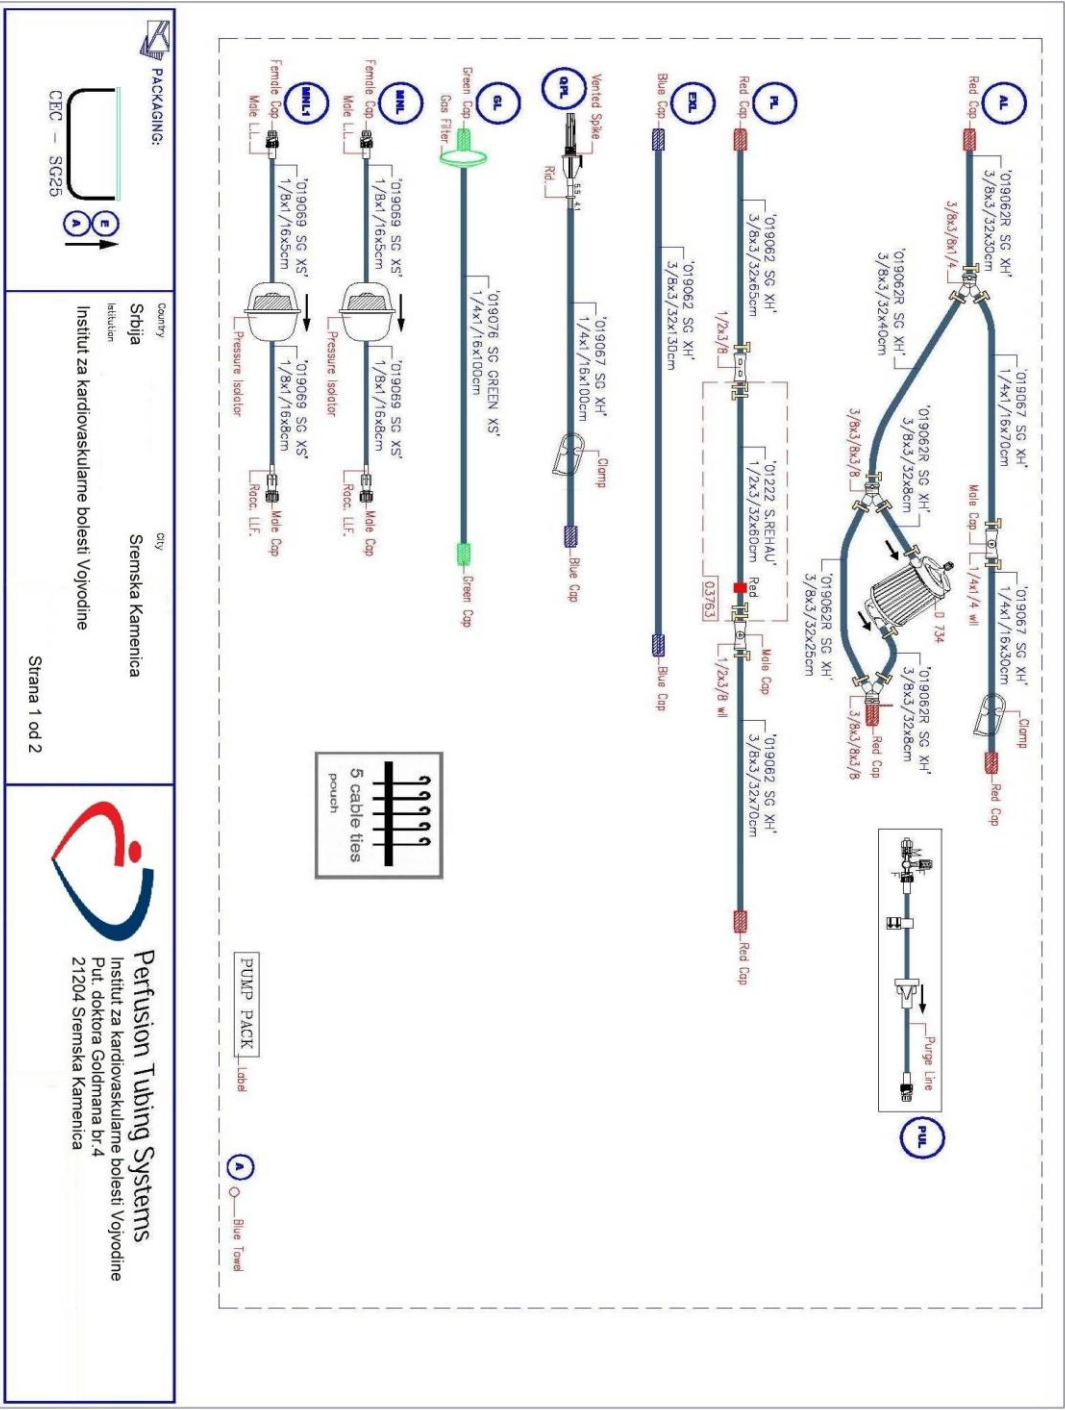 AL
Red Cap
'019062R SG XH'
3/8x3/32x30cm
3/8x3/8x1/4
'019067 SG XH'
1/4x1/16x70cm
Male Cap
1/4x1/4 wll
'019067 SG XH'
1/4x1/16x30cm
Clamp
Red Cap
'019062R SG XH'
3/8x3/32x40cm
3/8x3/8x3/8
'019062R SG XH'
3/8x3/32x8cm
D 734
'019062R SG XH'
3/8x3/32x8cm
'019062R SG XH'
3/8x3/32x25cm
Red Cap
3/8x3/8x3/8
Purge Line
PUL
PL
Red Cap
'019062 SG XH'
3/8x3/32x65cm
1/2x3/8
'01222 S.REHAU'
1/2x3/32x60cm
Red
03763
Male Cap
1/2x3/8 wll
'019062 SG XH'
3/8x3/32x70cm
Red Cap
EXL
Blue Cap
'019062 SG XH'
3/8x3/32x130cm
Blue Cap
QPL
Vented Spike
Rid.
5.5
4.1
'019067 SG XH'
1/4x1/16x100cm
Clamp
Blue Cap
GL
Green Cap
Gas Filter
'019076 SG GREEN XS'
1/4x1/16x100cm
Green Cap
MNL
Female Cap
Male L.L.
'019069 SG XS'
1/8x1/16x5cm
Pressure Isolator
'019069 SG XS'
1/8x1/16x8cm
Male Cap
Racc. LLF.
MNL1
Female Cap
Male L.L.
'019069 SG XS'
1/8x1/16x5cm
Pressure Isolator
'019069 SG XS'
1/8x1/16x8cm
Male Cap
Racc. LLF.
5 cable ties
pouch
PUMP PACK
Label
A
Blue Towel
PACKAGING:
CEC - SG25
E
A
Country
Srbija
Istitution
Institut za kardiovaskularne bolesti Vojvodine
City
Sremska Kamenica
Strana 1 od 2
Perfusion Tubing Systems
Institut za kardiovaskularne bolesti Vojvodine
Put. doktora Goldmana br.4
21204 Sremska Kamenica